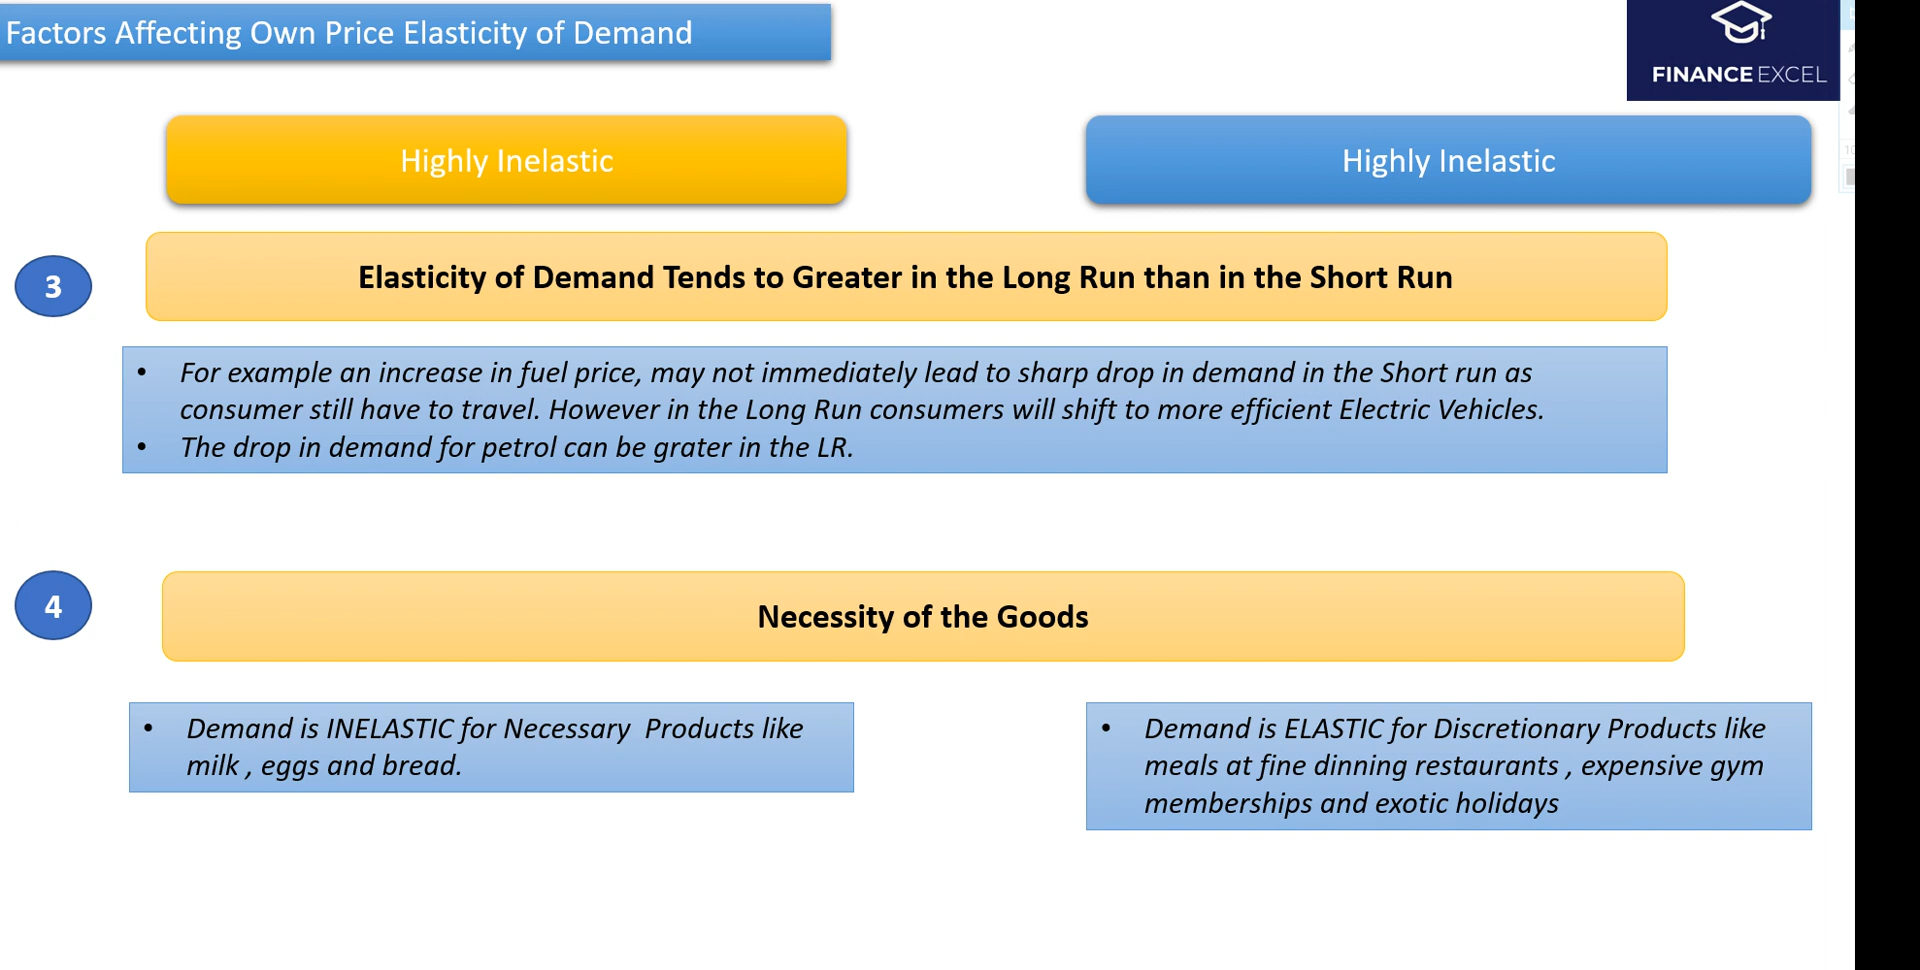 Factors Affecting Own Price Elasticity of Demand
FINANCE EXCEL
Highly Inelastic
Highly Inelastic
3
Elasticity of Demand Tends to Greater in the Long Run than in the Short Run
• For example an increase in fuel price, may not immediately lead to sharp drop in demand in the Short run as
consumer still have to travel. However in the Long Run consumers will shift to more efficient Electric Vehicles.
• The drop in demand for petrol can be grater in the LR.
4
Necessity of the Goods
• Demand is INELASTIC for Necessary Products like
milk , eggs and bread.
• Demand is ELASTIC for Discretionary Products like
meals at fine dinning restaurants , expensive gym
memberships and exotic holidays